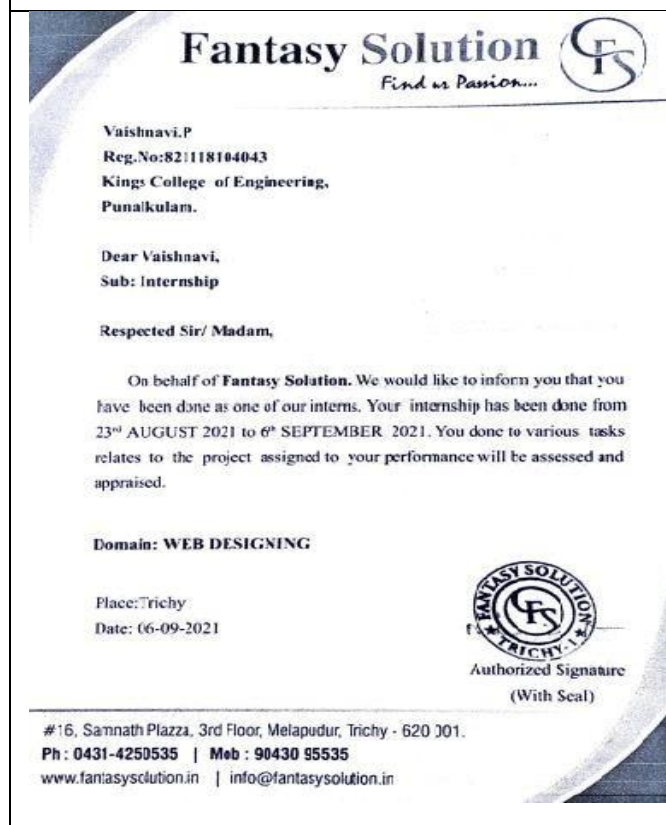 Fantasy Solution
CFS
Find us Passion...
Vaishnavi.P
Reg.No:821118104043
Kings College of Engineering,
Punalkulam.
Dear Vaishnavi,
Sub: Internship
Respected Sir/ Madam,
On behalf of Fantasy Solution. We would like to inform you that you
have been done as one of our interns. Your internship has been done from
23rd AUGUST 2021 to 6th SEPTEMBER 2021. You done to various tasks
relates to the project assigned to your performance will be assessed and
appraised.
Domain: WEB DESIGNING
Place:Trichy
Date: 06-09-2021
FANTASY SOLUTION
CFS
★ TRICHY-1 ★
Authorized Signature
(With Seal)
#16, Samnath Plazza, 3rd Floor, Melapudur, Trichy - 620 001.
Ph : 0431-4250535 | Mob : 90430 95535
www.fantasysolution.in | info@fantasysolution.in